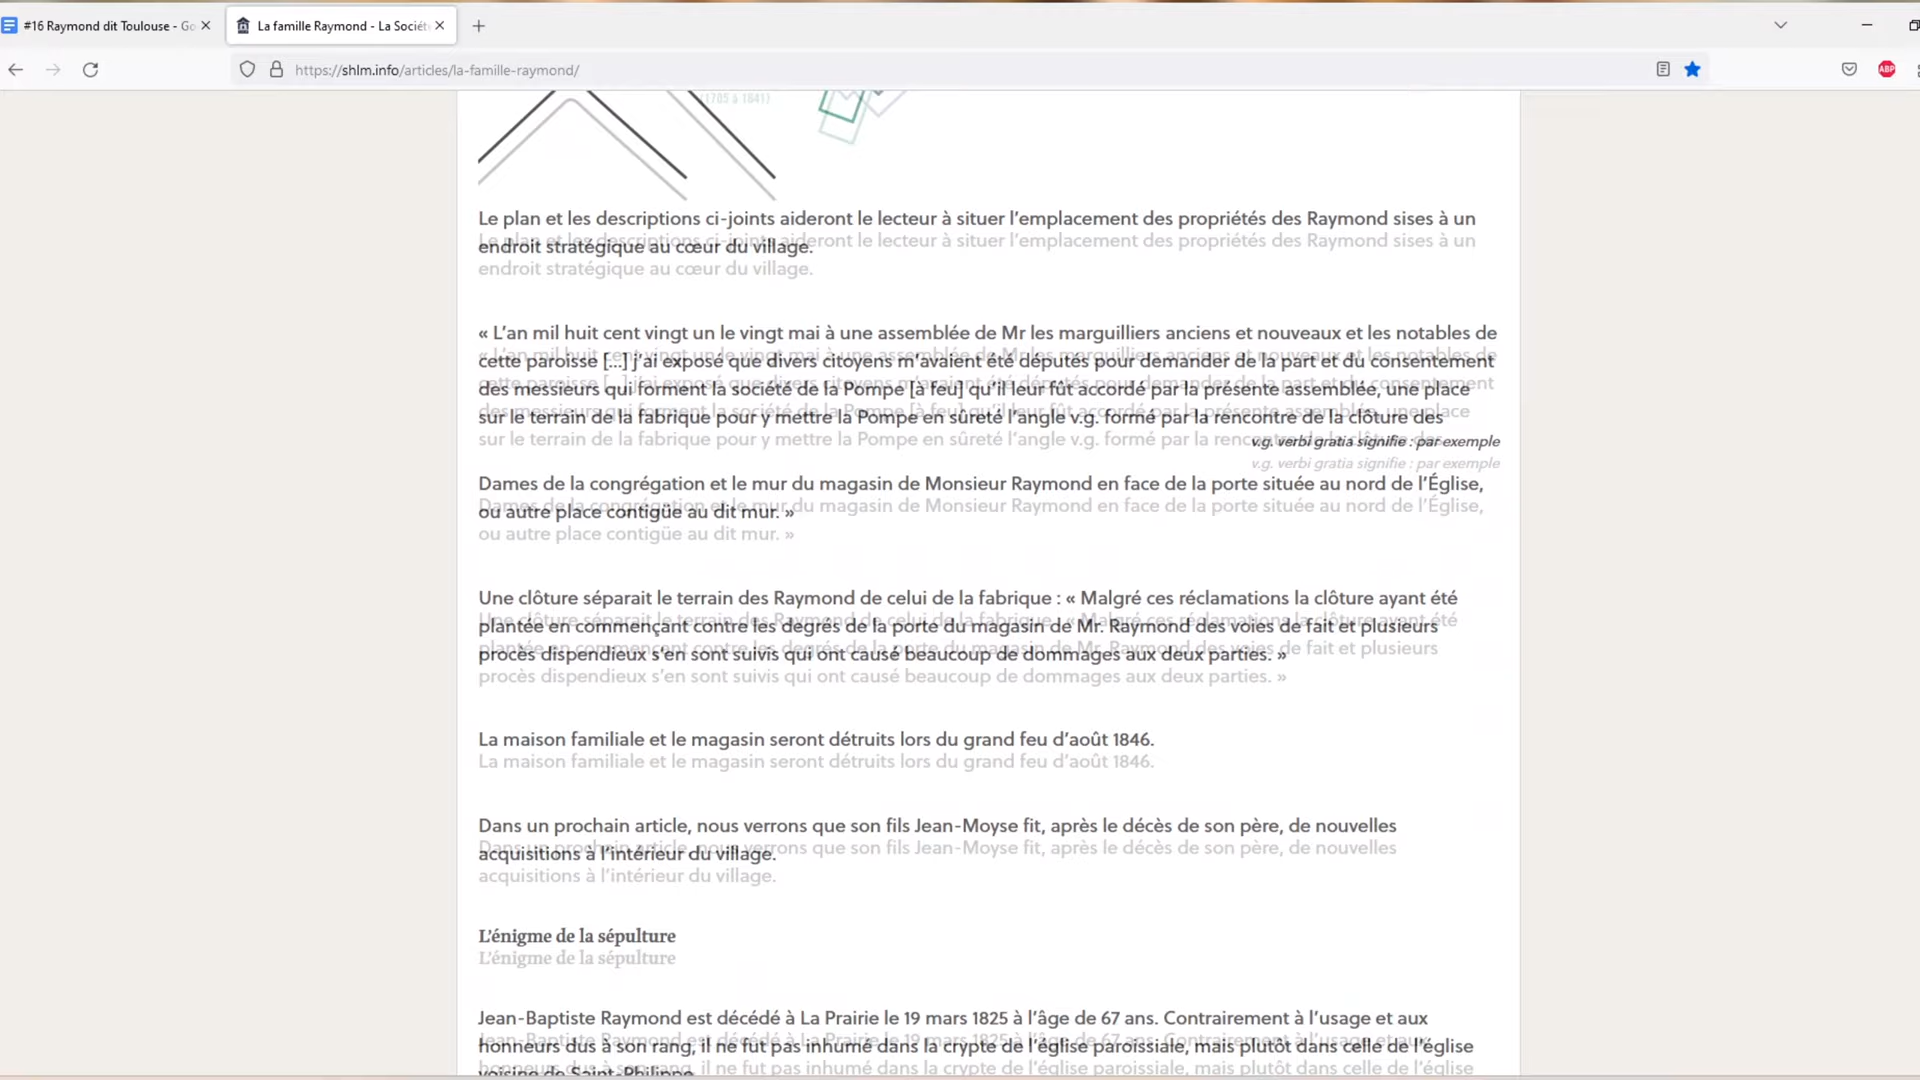 #16 Raymond dit Toulouse - Go
La famille Raymond - La Sociét
https://shlm.info/articles/la-famille-raymond/
ABP
(1785 à 1841)
Le plan et les descriptions ci-joints aideront le lecteur à situer l'emplacement des propriétés des Raymond sises à un
endroit stratégique au cœur du village.
« L'an mil huit cent vingt un le vingt mai à une assemblée de Mr les marguilliers anciens et nouveaux et les notables de
cette paroisse [...] j'ai exposé que divers citoyens m'avaient été députés pour demander de la part et du consentement
des messieurs qui forment la société de la Pompe [à feu] qu'il leur fût accordé par la présente assemblée, une place
sur le terrain de la fabrique pour y mettre la Pompe en sûreté l'angle v.g. formé par la rencontre de la clôture des
v.g. verbi gratia signifie : par exemple
Dames de la congrégation et le mur du magasin de Monsieur Raymond en face de la porte située au nord de l'Église,
ou autre place contigüe au dit mur. »
Une clôture séparait le terrain des Raymond de celui de la fabrique : « Malgré ces réclamations la clôture ayant été
plantée en commençant contre les degrés de la porte du magasin de Mr. Raymond des voies de fait et plusieurs
procès dispendieux s'en sont suivis qui ont causé beaucoup de dommages aux deux parties. »
La maison familiale et le magasin seront détruits lors du grand feu d'août 1846.
Dans un prochain article, nous verrons que son fils Jean-Moyse fit, après le décès de son père, de nouvelles
acquisitions à l'intérieur du village.
L'énigme de la sépulture
Jean-Baptiste Raymond est décédé à La Prairie le 19 mars 1825 à l'âge de 67 ans. Contrairement à l'usage et aux
honneurs dus à son rang, il ne fut pas inhumé dans la crypte de l'église paroissiale, mais plutôt dans celle de l'église
voisine de Saint-Philippe